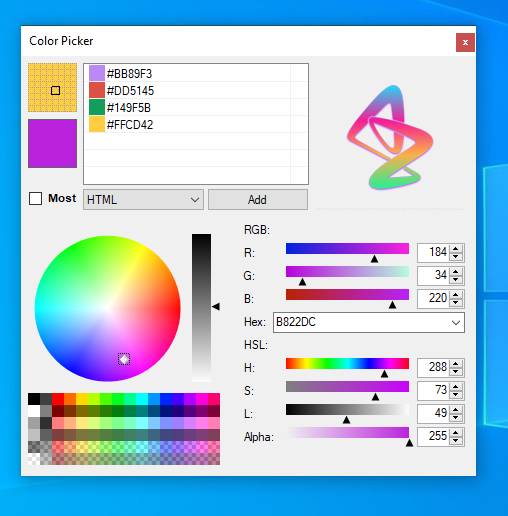 Color Picker
x
#BB89F3
#DD5145
#149F5B
#FFCD42
Most HTML Add
RGB:
R: 184
G: 34
B: 220
Hex: B822DC
HSL:
H: 288
S: 73
L: 49
Alpha: 255